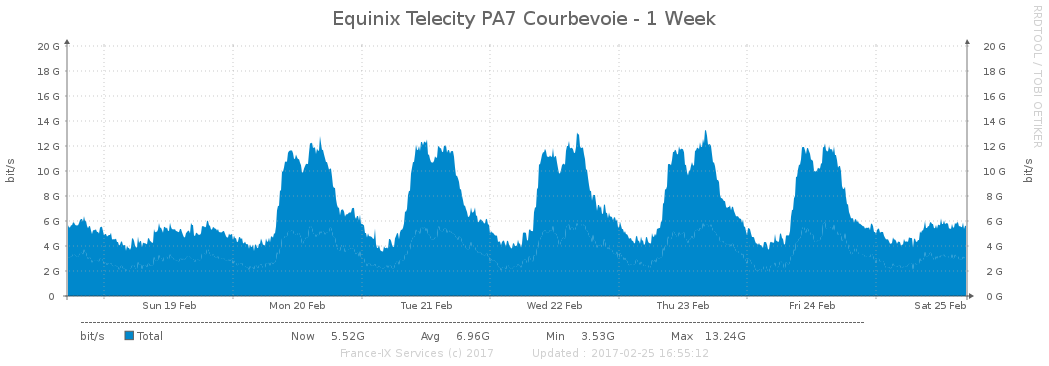 Equinix Telecity PA7 Courbevoie - 1 Week
RRDTOOL / TOBI OETIKER
bit/s
20 G 20 G
18 G 18 G
16 G 16 G
14 G 14 G
12 G 12 G
10 G 10 G
8 G 8 G
6 G 6 G
4 G 4 G
2 G 2 G
0 0 G
bit/s
Sun 19 Feb Mon 20 Feb Tue 21 Feb Wed 22 Feb Thu 23 Feb Fri 24 Feb Sat 25 Feb
bit/s Total Now 5.52G Avg 6.96G Min 3.53G Max 13.24G
France-IX Services (c) 2017 Updated : 2017-02-25 16:55:12